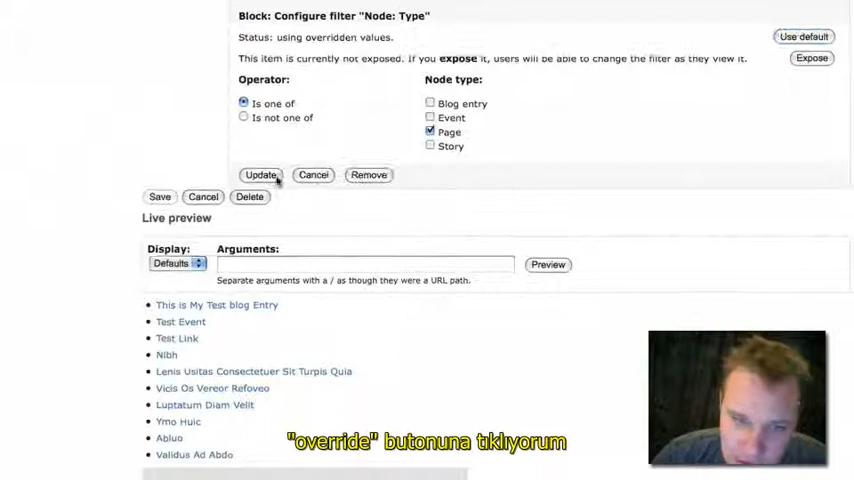 Block: Configure filter "Node: Type"
Status: using overridden values.
Use default
This item is currently not exposed. If you expose it, users will be able to change the filter as they view it.
Expose
Operator:
Node type:
Is one of
Is not one of
Blog entry
Event
Page
Story
Update
Cancel
Remove
Save
Cancel
Delete
Live preview
Display:
Arguments:
Defaults
Preview
Separate arguments with a / as though they were a URL path.
This is My Test blog Entry
Test Event
Test Link
Nibh
Lenis Usitas Consectetuer Sit Turpis Quia
Vicis Os Vereor Refoveo
Luptatum Diam Velit
Ymo Huic
Abluo
Validus Ad Abdo
"override" butonuna tıklıyorum